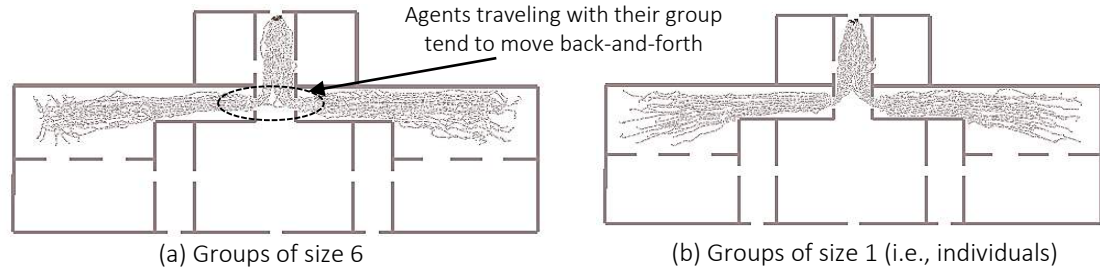 Agents traveling with their group
tend to move back-and-forth
(a) Groups of size 6
(b) Groups of size 1 (i.e., individuals)